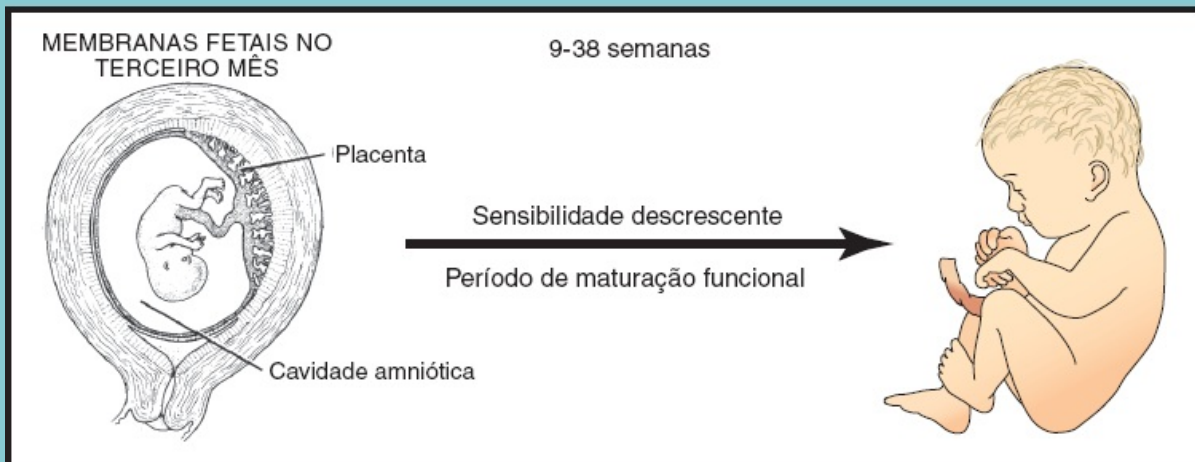 MEMBRANAS FETAIS NO
TERCEIRO MÊS
9-38 semanas
Placenta
Sensibilidade descrescente
Período de maturação funcional
Cavidade amniótica